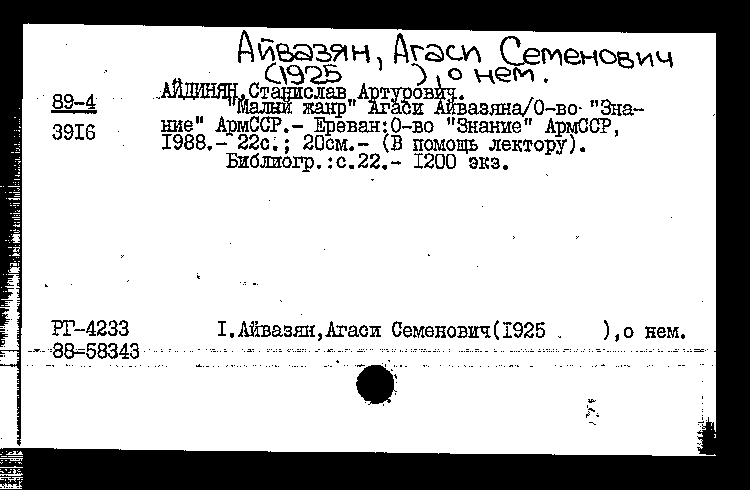 Айвазян, Агаси Семенович
(1925 ), о нем.
АЙДИНЯН,Станислав Артурович.
89-4 "Малый жанр" Агаси Айвазяна/О-во "Зна-
3916 ние" АрмССР.- Ереван:О-во "Знание" АрмССР,
1988.- 22с.; 20см.- (В помощь лектору).
Библиогр.:с.22.- 1200 экз.
РГ-4233 I.Айвазян,Агаси Семенович(1925 ),о нем.
88-58343